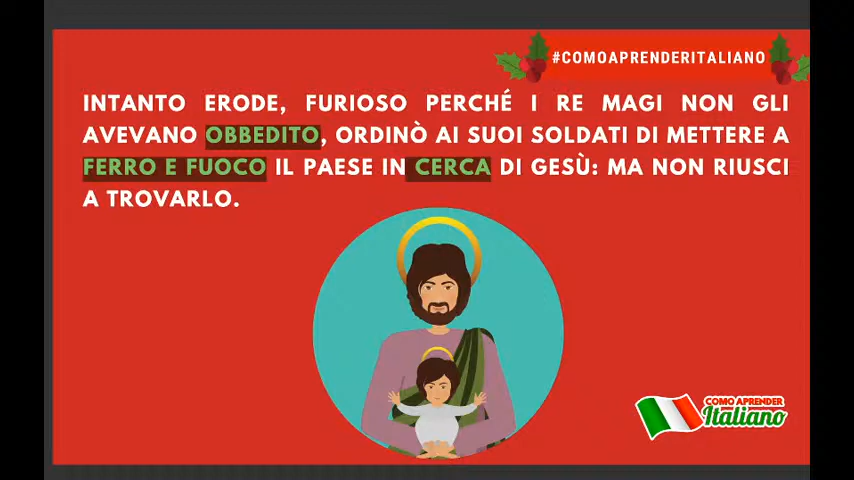 #COMOAPRENDERITALIANO
INTANTO ERODE, FURIOSO PERCHÉ I RE MAGI NON GLI
AVEVANO OBBEDITO, ORDINÒ AI SUOI SOLDATI DI METTERE A
FERRO E FUOCO IL PAESE IN CERCA DI GESÙ: MA NON RIUSCI
A TROVARLO.
COMO APRENDER
Italiano